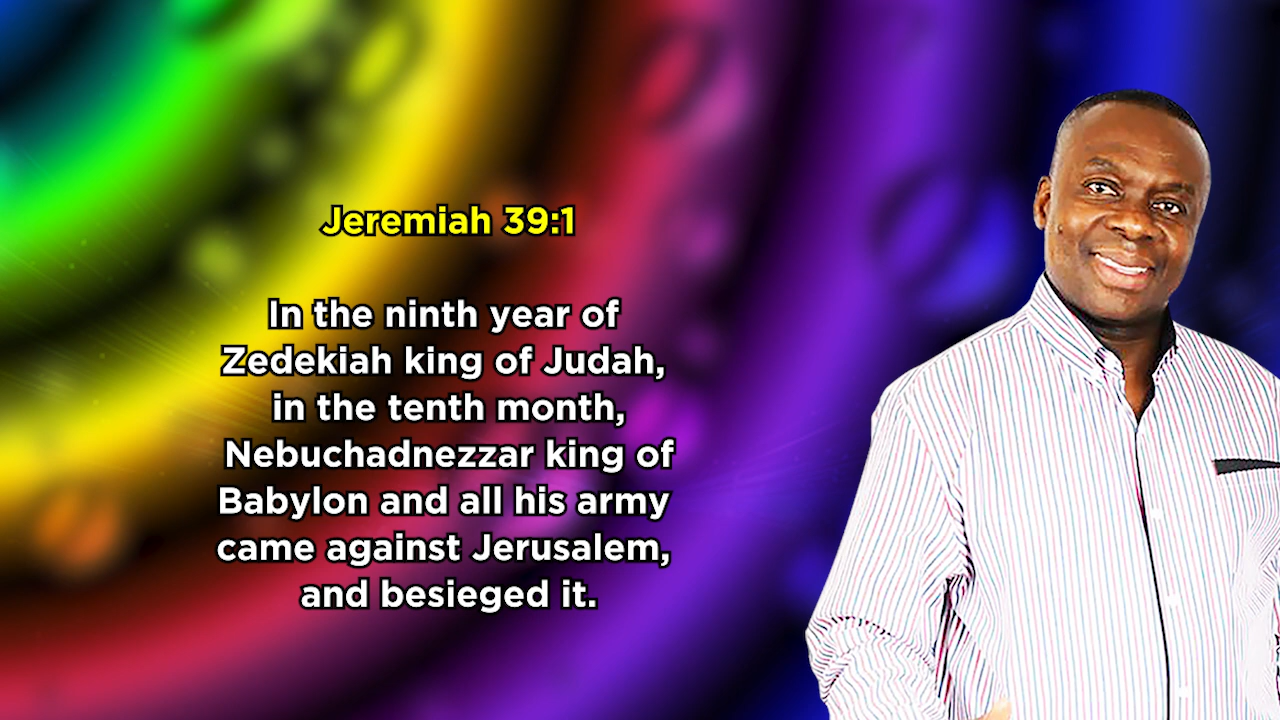 Jeremiah 39:1
In the ninth year of
Zedekiah king of Judah,
in the tenth month,
Nebuchadnezzar king of
Babylon and all his army
came against Jerusalem,
and besieged it.